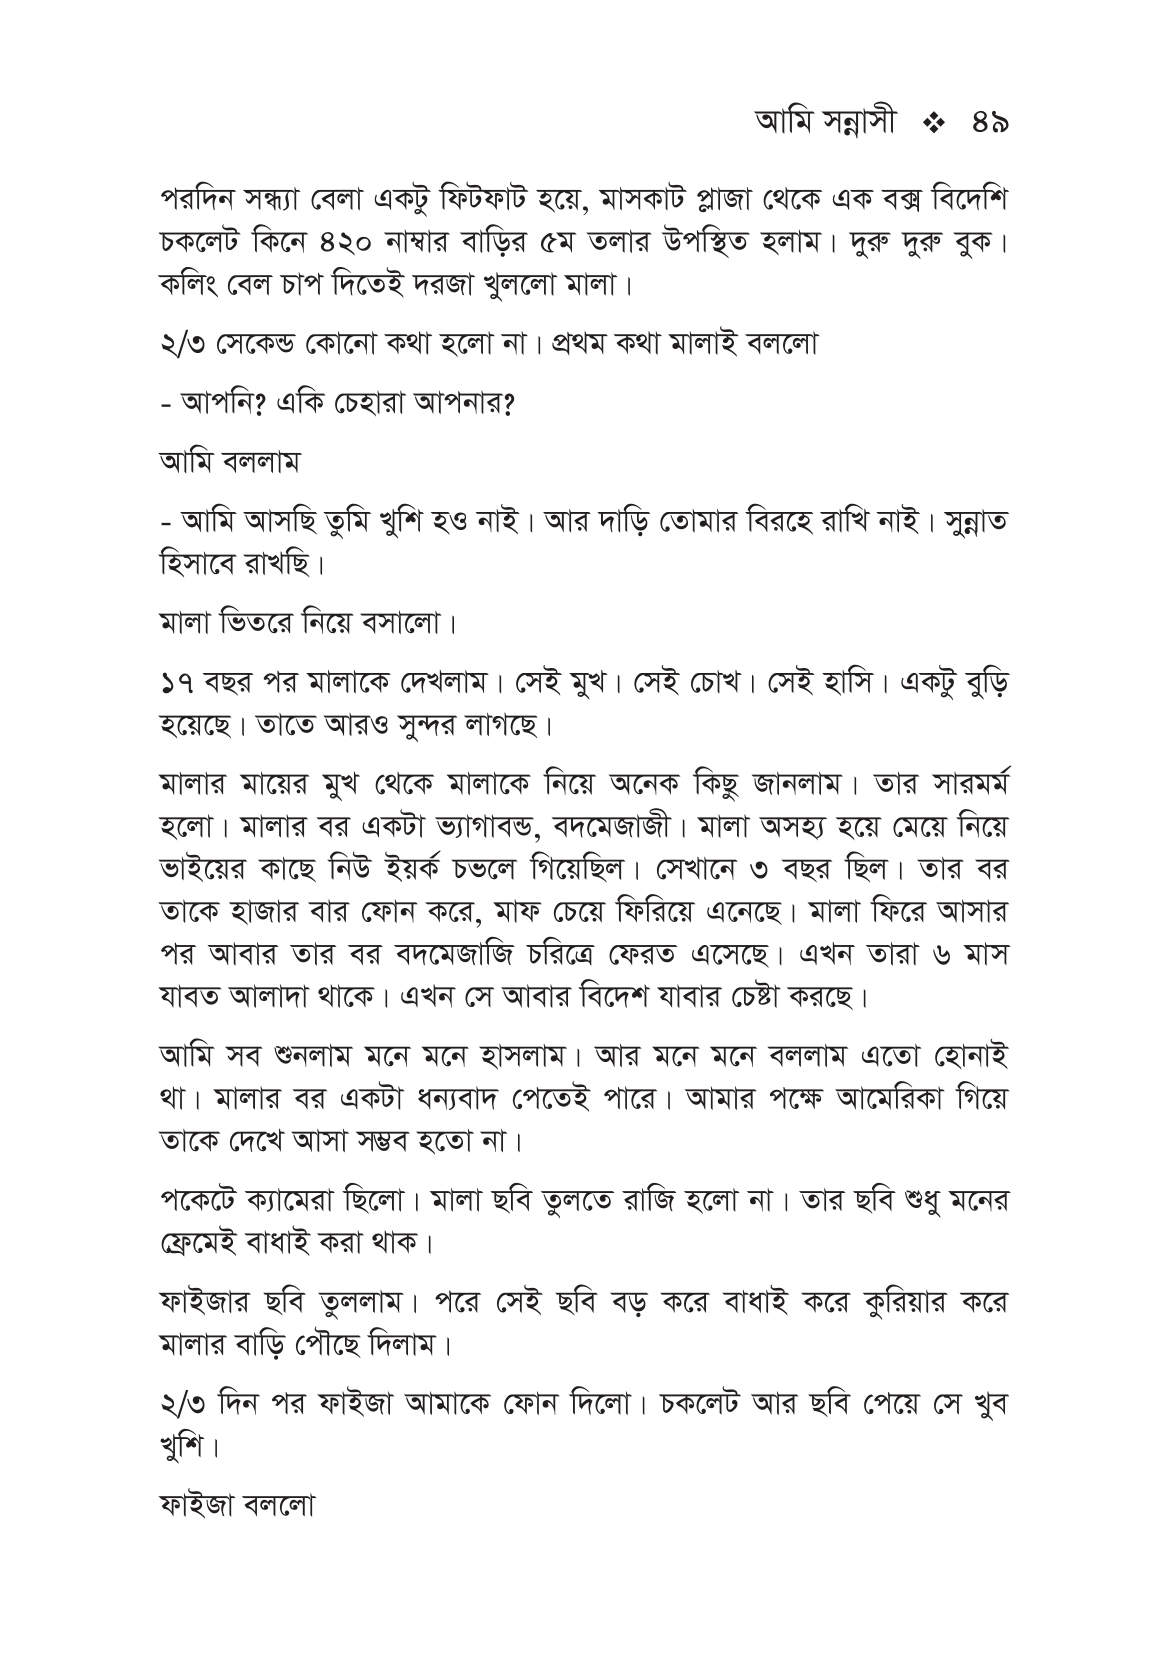 আমি সন্নাসী ❖ ৪৯
পরদিন সন্ধ্যা বেলা একটু ফিটফাট হয়ে, মাসকাট প্লাজা থেকে এক বক্স বিদেশি
চকলেট কিনে ৪২০ নাম্বার বাড়ির ৫ম তলার উপস্থিত হলাম। দুরু দুরু বুক।
কলিং বেল চাপ দিতেই দরজা খুললো মালা।
২/৩ সেকেন্ড কোনো কথা হলো না। প্রথম কথা মালাই বললো
- আপনি? একি চেহারা আপনার?
আমি বললাম
- আমি আসছি তুমি খুশি হও নাই। আর দাড়ি তোমার বিরহে রাখি নাই। সুন্নাত
হিসাবে রাখছি।
মালা ভিতরে নিয়ে বসালো।
১৭ বছর পর মালাকে দেখলাম। সেই মুখ। সেই চোখ। সেই হাসি। একটু বুড়ি
হয়েছে। তাতে আরও সুন্দর লাগছে।
মালার মায়ের মুখ থেকে মালাকে নিয়ে অনেক কিছু জানলাম। তার সারমর্ম
হলো। মালার বর একটা ভ্যাগাবন্ড, বদমেজাজী। মালা অসহ্য হয়ে মেয়ে নিয়ে
ভাইয়ের কাছে নিউ ইয়র্ক চভলে গিয়েছিল। সেখানে ৩ বছর ছিল। তার বর
তাকে হাজার বার ফোন করে, মাফ চেয়ে ফিরিয়ে এনেছে। মালা ফিরে আসার
পর আবার তার বর বদমেজাজি চরিত্রে ফেরত এসেছে। এখন তারা ৬ মাস
যাবত আলাদা থাকে। এখন সে আবার বিদেশ যাবার চেষ্টা করছে।
আমি সব শুনলাম মনে মনে হাসলাম। আর মনে মনে বললাম এতো হোনাই
থা। মালার বর একটা ধন্যবাদ পেতেই পারে। আমার পক্ষে আমেরিকা গিয়ে
তাকে দেখে আসা সম্ভব হতো না।
পকেটে ক্যামেরা ছিলো। মালা ছবি তুলতে রাজি হলো না। তার ছবি শুধু মনের
ফ্রেমেই বাধাই করা থাক।
ফাইজার ছবি তুললাম। পরে সেই ছবি বড় করে বাধাই করে কুরিয়ার করে
মালার বাড়ি পৌছে দিলাম।
২/৩ দিন পর ফাইজা আমাকে ফোন দিলো। চকলেট আর ছবি পেয়ে সে খুব
খুশি।
ফাইজা বললো